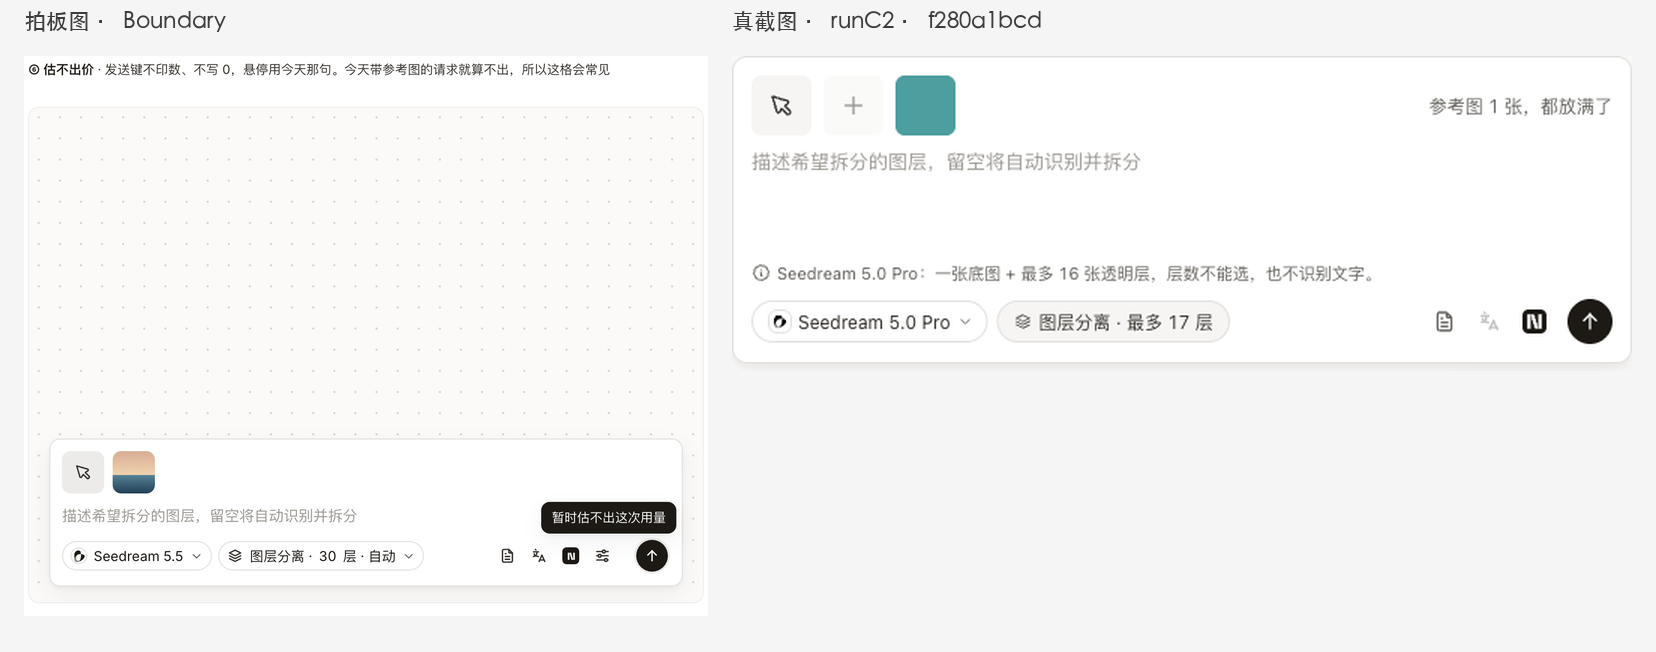 拍板图 · Boundary
◎ 估不出价 · 发送键不印数、不写 0，悬停用今天那句。今天带参考图的请求就算不出，所以这格会常见
描述希望拆分的图层，留空将自动识别并拆分
暂时估不出这次用量
Seedream 5.5
图层分离 · 30 层 · 自动
N
真截图 · runC2 · f280a1bcd
参考图 1 张，都放满了
描述希望拆分的图层，留空将自动识别并拆分
Seedream 5.0 Pro：一张底图 + 最多 16 张透明层，层数不能选，也不识别文字。
Seedream 5.0 Pro
图层分离 · 最多 17 层
N